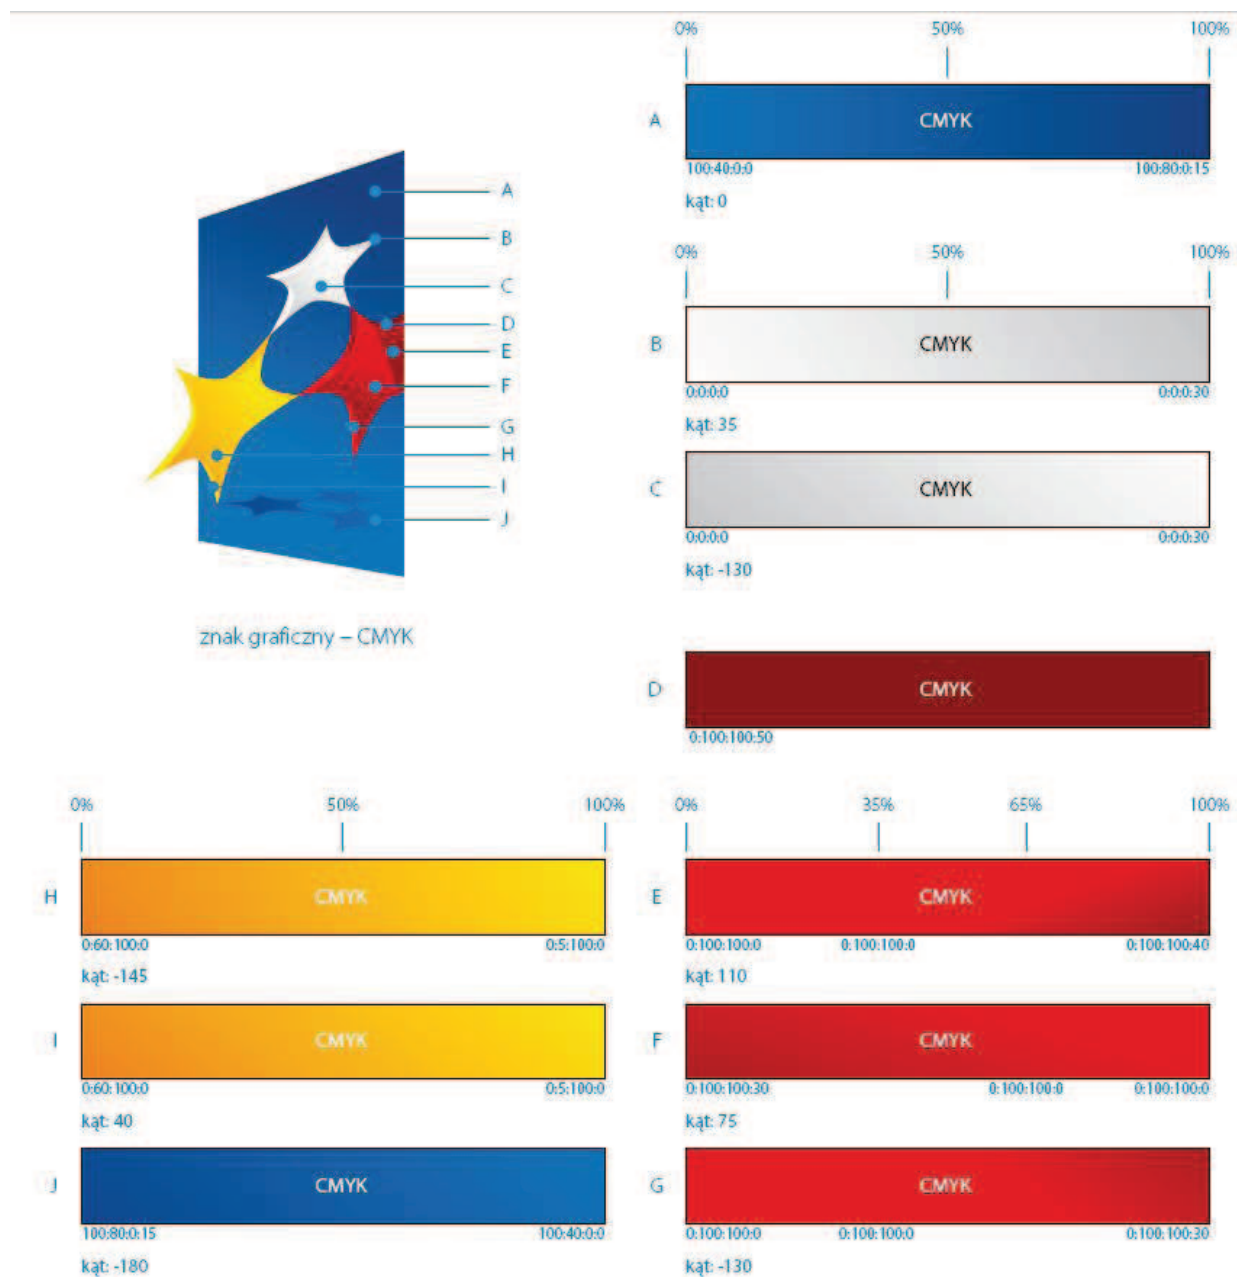 0% 50% 100%
A CMYK
100:40:0:0 100:80:0:15
kąt: 0
A
B
C
D
E
F
G
H
I
J
znak graficzny – CMYK
0% 50% 100%
B CMYK
0:0:0:0 0:0:0:30
kąt: 35
C CMYK
0:0:0:0 0:0:0:30
kąt: -130
D CMYK
0:100:100:50
0% 50% 100%
H CMYK
0:60:100:0 0:5:100:0
kąt: -145
I CMYK
0:60:100:0 0:5:100:0
kąt: 40
J CMYK
100:80:0:15 100:40:0:0
kąt: -180
0% 35% 65% 100%
E CMYK
0:100:100:0 0:100:100:0 0:100:100:40
kąt: 110
F CMYK
0:100:100:30 0:100:100:0 0:100:100:0
kąt: 75
G CMYK
0:100:100:0 0:100:100:0 0:100:100:30
kąt: -130